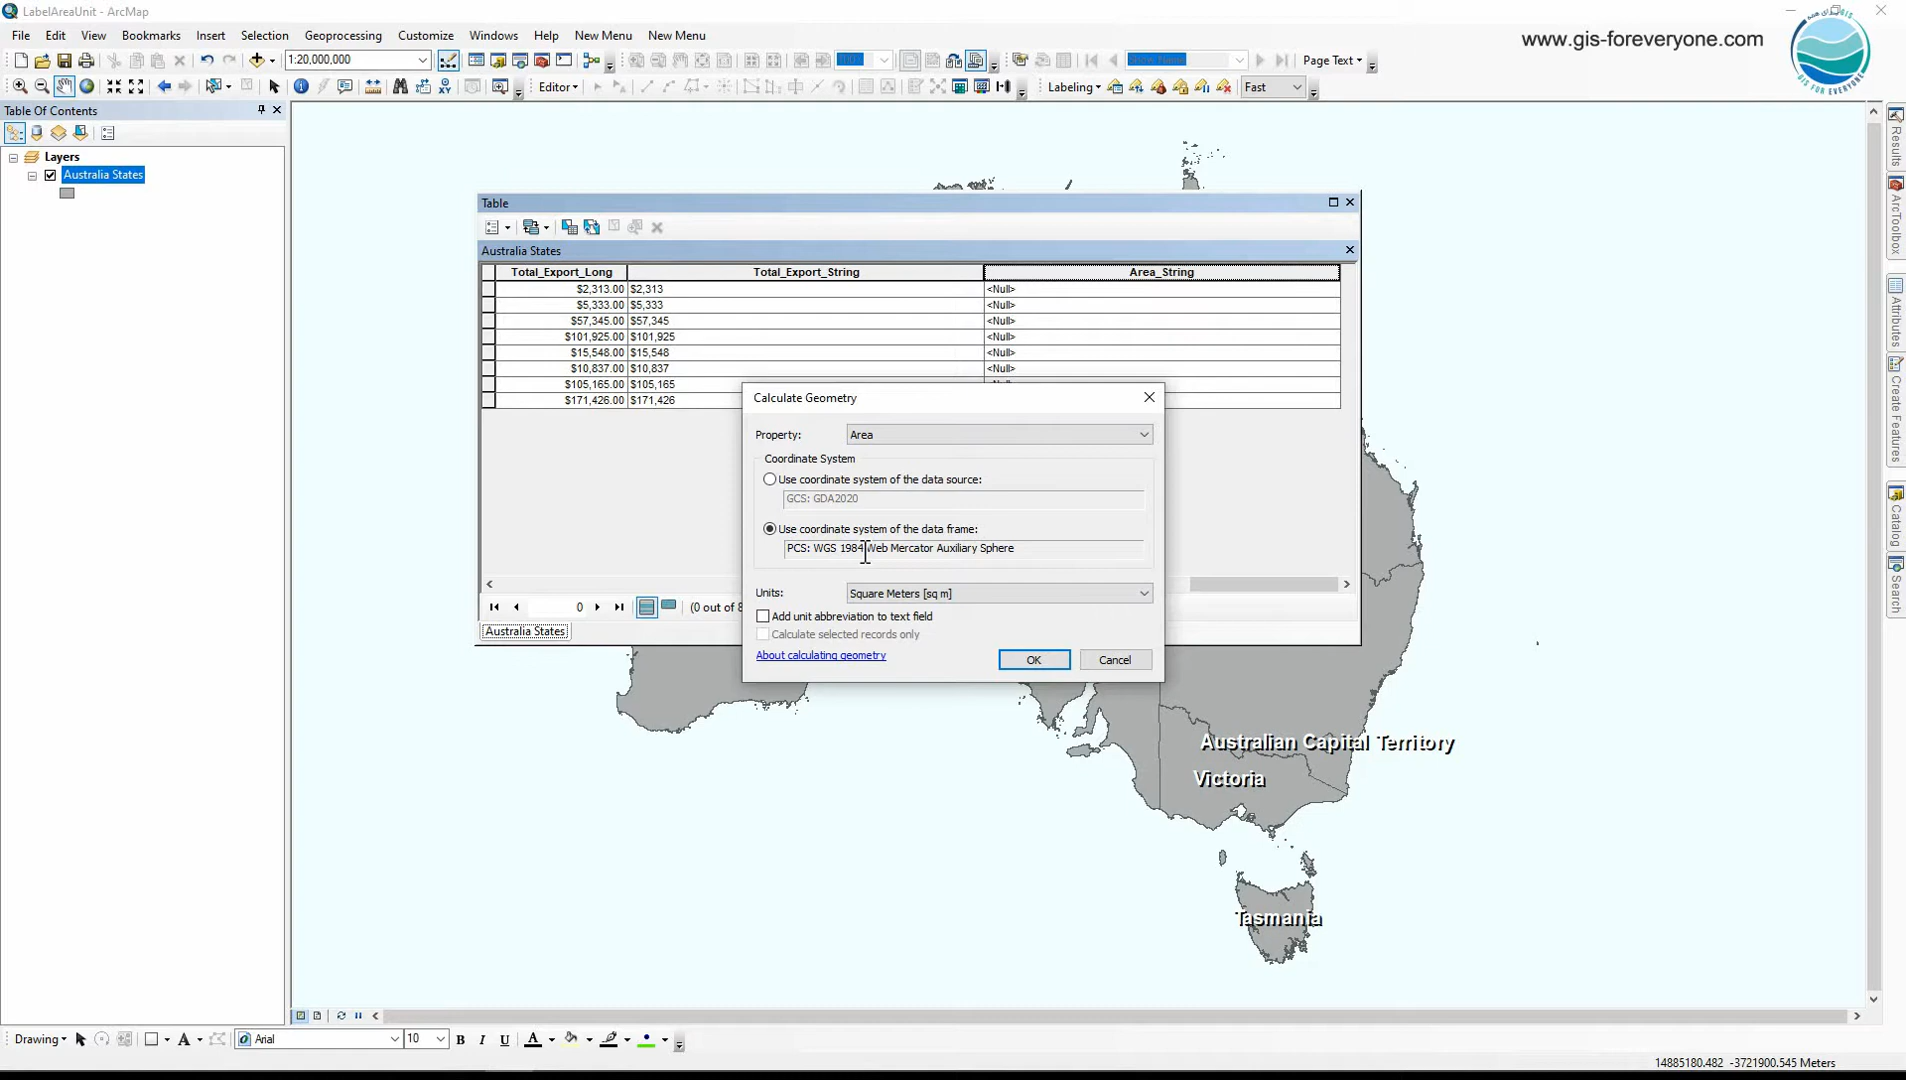 LabelAreaUnit - ArcMap
File Edit View Bookmarks Insert Selection Geoprocessing Customize Windows Help New Menu New Menu
www.gis-foreveryone.com
1:20,000,000
Page Text
Editor
Labeling
Fast
Table Of Contents
Layers
Australia States
Table
Australia States
Total_Export_Long Total_Export_String Area_String
$2,313.00 $2,313 <Null>
$5,333.00 $5,333 <Null>
$57,345.00 $57,345 <Null>
$101,925.00 $101,925 <Null>
$15,548.00 $15,548 <Null>
$10,837.00 $10,837 <Null>
$105,165.00 $105,165 <Null>
$171,426.00 $171,426
Calculate Geometry
Property: Area
Coordinate System
Use coordinate system of the data source:
GCS: GDA2020
Use coordinate system of the data frame:
PCS: WGS 1984 Web Mercator Auxiliary Sphere
Units: Square Meters [sq m]
Add unit abbreviation to text field
Calculate selected records only
About calculating geometry
OK Cancel
0
(0 out of 8
Australia States
Australian Capital Territory
Victoria
Tasmania
Results
ArcToolbox
Attributes
Create Features
Catalog
Search
Drawing
Arial
10
B I U A
14885180.482 -3721900.545 Meters